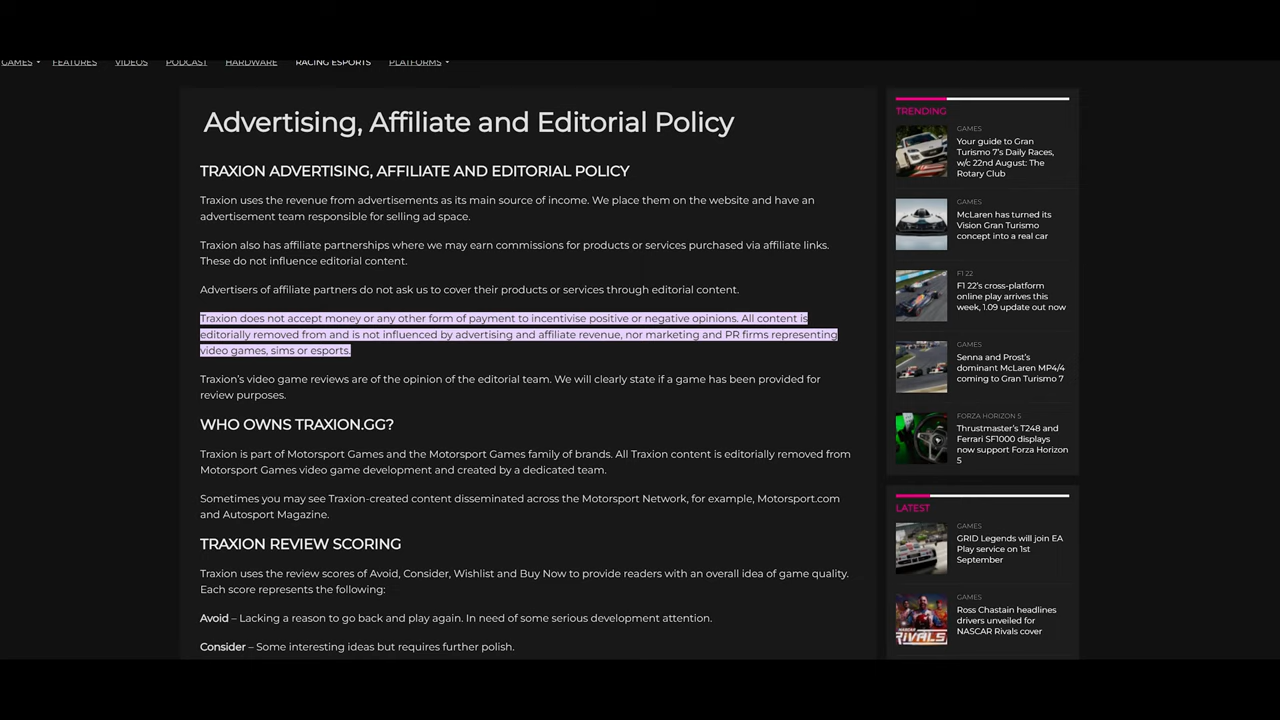 GAMES
FEATURES
VIDEOS
PODCAST
HARDWARE
RACING ESPORTS
PLATFORMS
Advertising, Affiliate and Editorial Policy
TRAXION ADVERTISING, AFFILIATE AND EDITORIAL POLICY
Traxion uses the revenue from advertisements as its main source of income. We place them on the website and have an
advertisement team responsible for selling ad space.
Traxion also has affiliate partnerships where we may earn commissions for products or services purchased via affiliate links.
These do not influence editorial content.
Advertisers of affiliate partners do not ask us to cover their products or services through editorial content.
Traxion does not accept money or any other form of payment to incentivise positive or negative opinions. All content is
editorially removed from and is not influenced by advertising and affiliate revenue, nor marketing and PR firms representing
video games, sims or esports.
Traxion's video game reviews are of the opinion of the editorial team. We will clearly state if a game has been provided for
review purposes.
WHO OWNS TRAXION.GG?
Traxion is part of Motorsport Games and the Motorsport Games family of brands. All Traxion content is editorially removed from
Motorsport Games video game development and created by a dedicated team.
Sometimes you may see Traxion-created content disseminated across the Motorsport Network, for example, Motorsport.com
and Autosport Magazine.
TRAXION REVIEW SCORING
Traxion uses the review scores of Avoid, Consider, Wishlist and Buy Now to provide readers with an overall idea of game quality.
Each score represents the following:
Avoid – Lacking a reason to go back and play again. In need of some serious development attention.
Consider – Some interesting ideas but requires further polish.
TRENDING
GAMES
Your guide to Gran
Turismo 7's Daily Races,
w/c 22nd August: The
Rotary Club
GAMES
McLaren has turned its
Vision Gran Turismo
concept into a real car
F1 22
F1 22's cross-platform
online play arrives this
week, 1.09 update out now
GAMES
Senna and Prost's
dominant McLaren MP4/4
coming to Gran Turismo 7
FORZA HORIZON 5
Thrustmaster's T248 and
Ferrari SF1000 displays
now support Forza Horizon
5
LATEST
GAMES
GRID Legends will join EA
Play service on 1st
September
GAMES
Ross Chastain headlines
drivers unveiled for
NASCAR Rivals cover
RIVALS